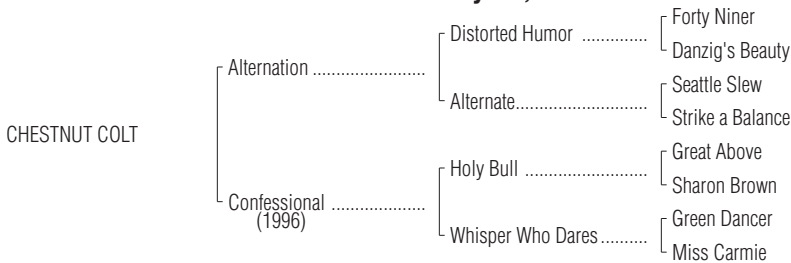 Forty Niner
Distorted Humor ..............
Danzig's Beauty
Alternation ........................
Seattle Slew
Alternate............................
Strike a Balance
CHESTNUT COLT
Great Above
Holy Bull ..........................
Sharon Brown
Confessional ....................
(1996)
Green Dancer
Whisper Who Dares..........
Miss Carmie